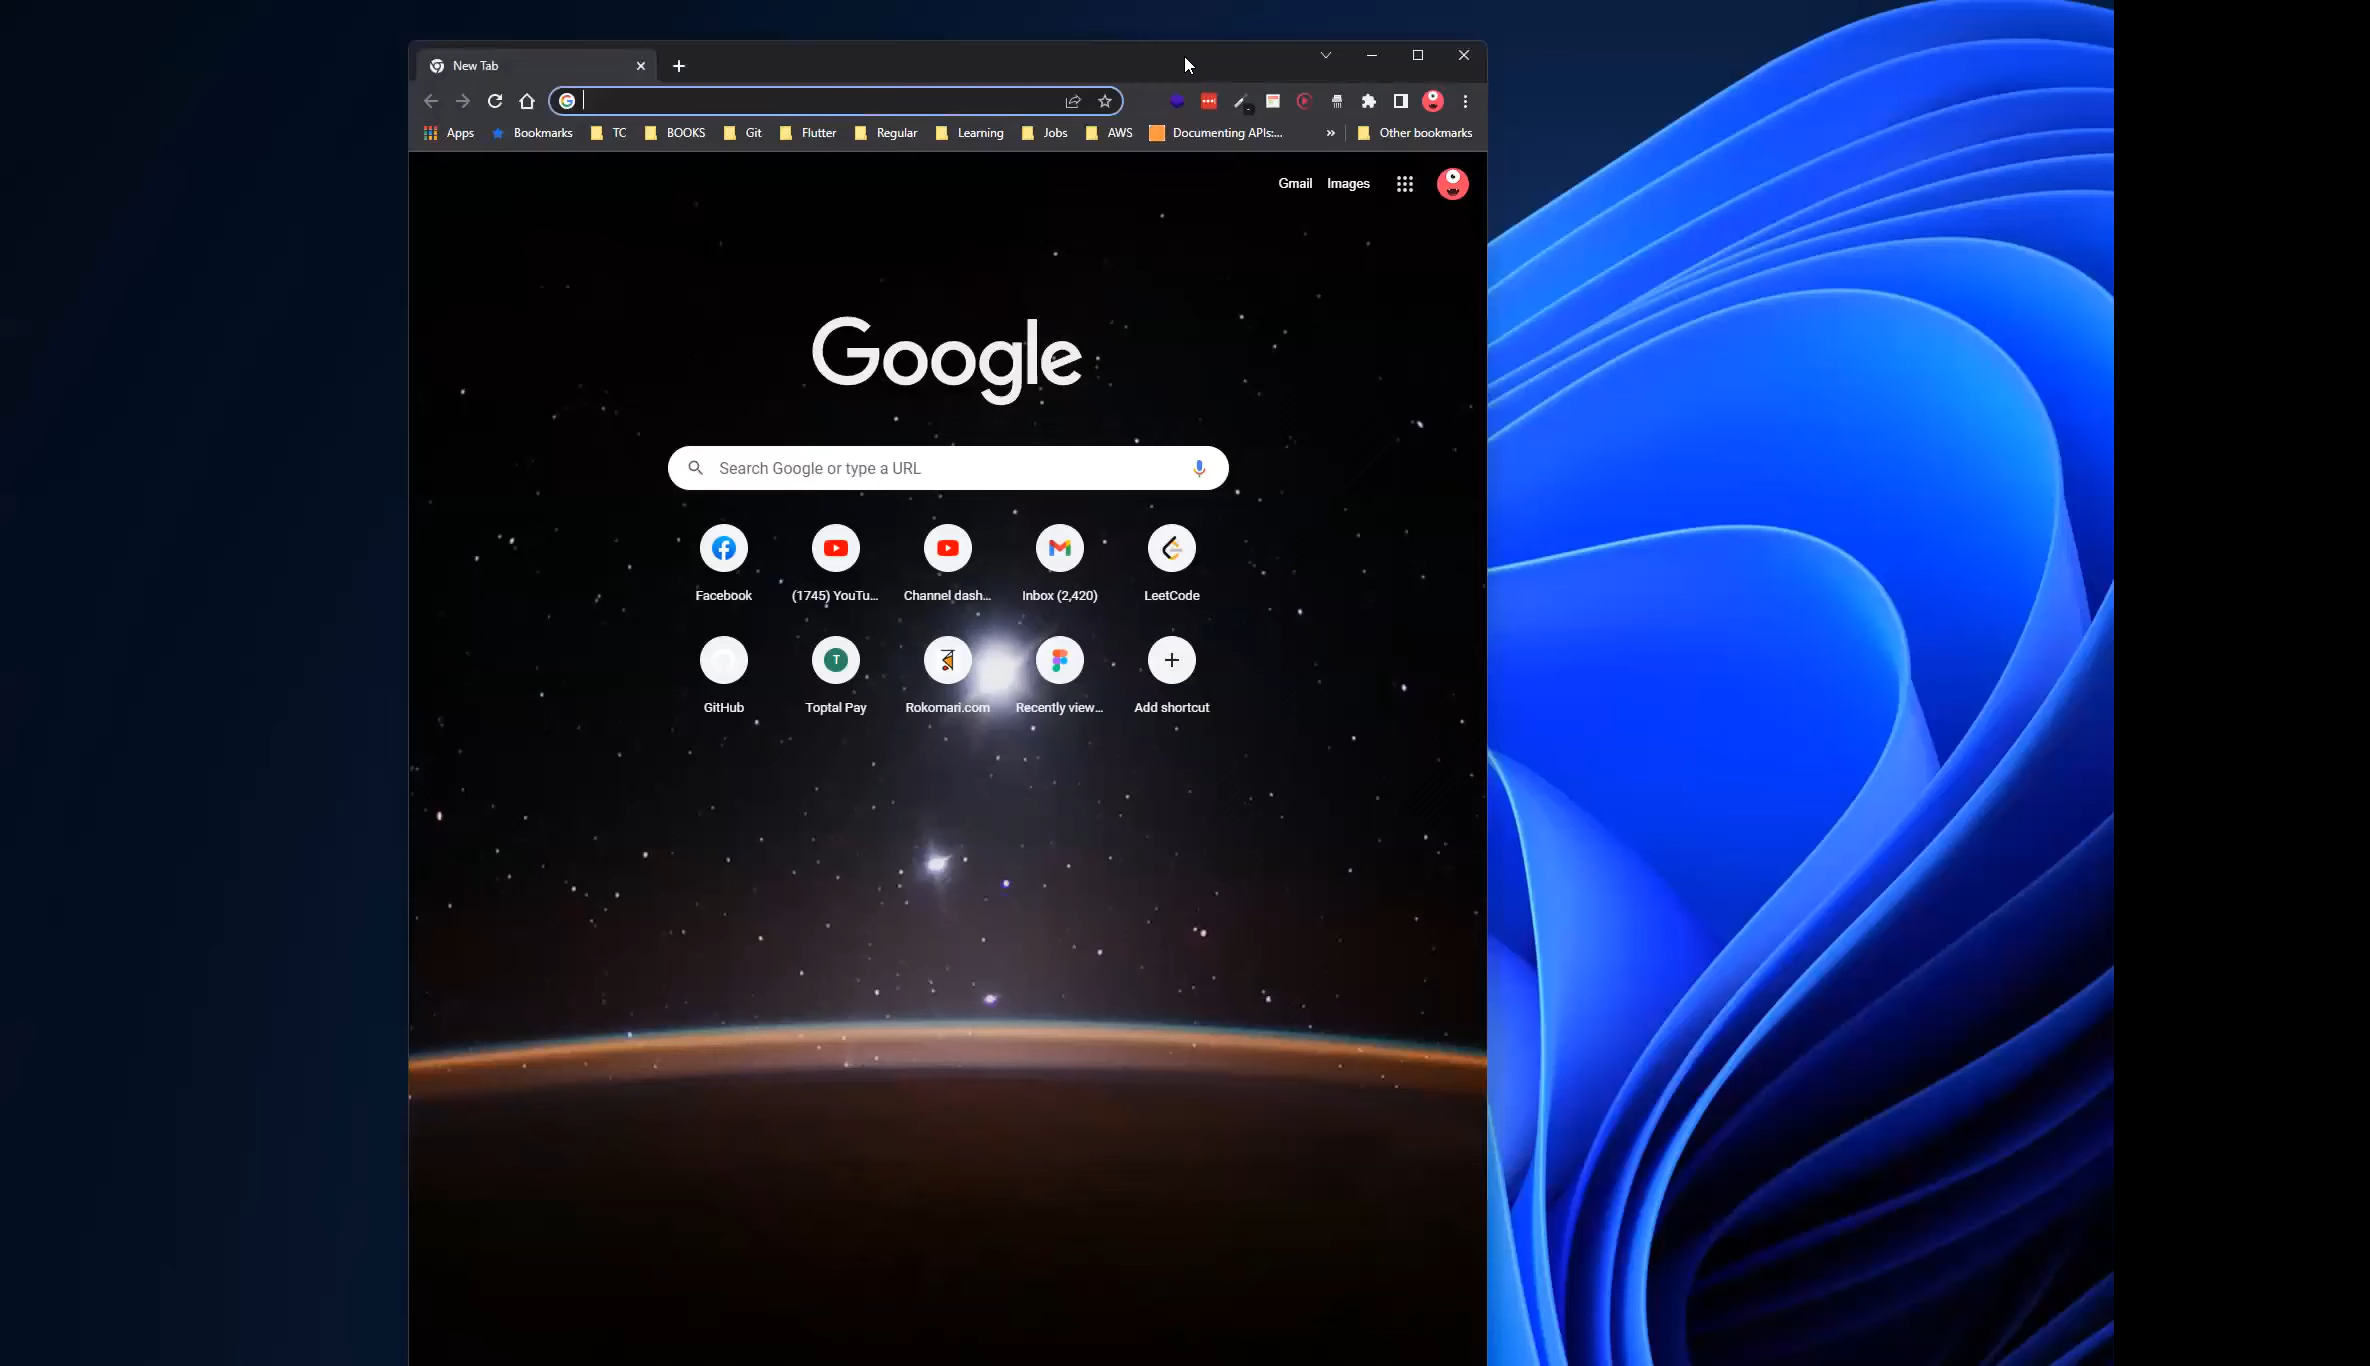 New Tab
Apps Bookmarks TC BOOKS Git Flutter Regular Learning Jobs AWS Documenting APIs:... » Other bookmarks
Gmail Images
Google
Search Google or type a URL
Facebook (1745) YouTu... Channel dash... Inbox (2,420) LeetCode
T
GitHub Toptal Pay Rokomari.com Recently view... Add shortcut